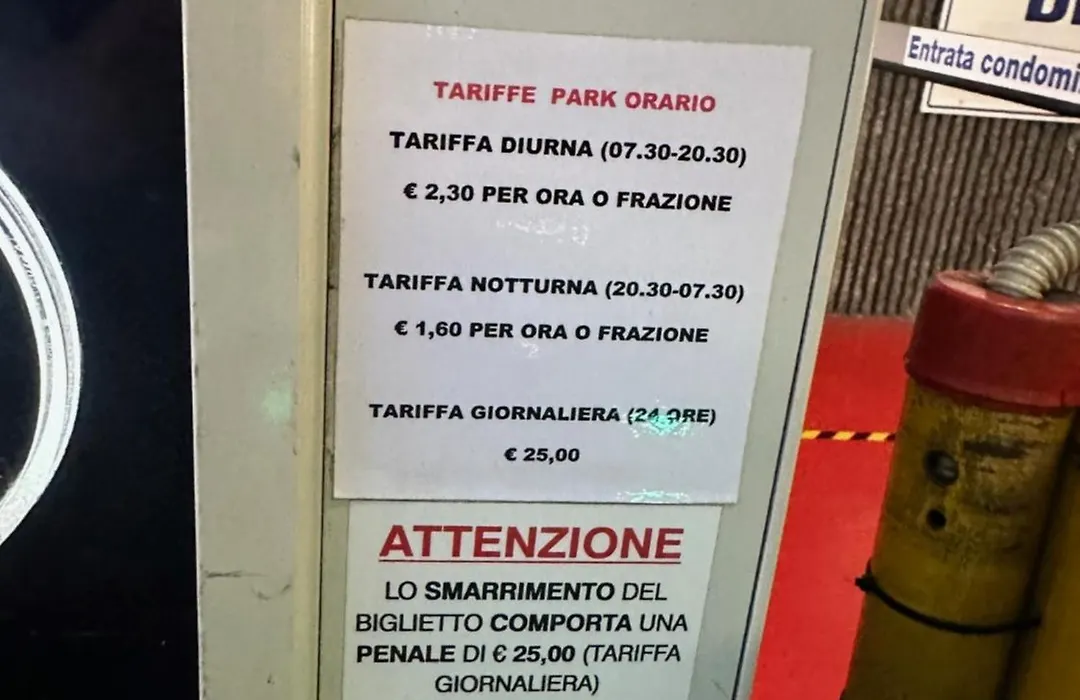 TARIFFE PARK ORARIO
TARIFFA DIURNA (07.30-20.30)
€ 2,30 PER ORA O FRAZIONE
TARIFFA NOTTURNA (20.30-07.30)
€ 1,60 PER ORA O FRAZIONE
TARIFFA GIORNALIERA (24 ORE)
€ 25,00
ATTENZIONE
LO SMARRIMENTO DEL
BIGLIETTO COMPORTA UNA
PENALE DI € 25,00 (TARIFFA
GIORNALIERA)
Entrata